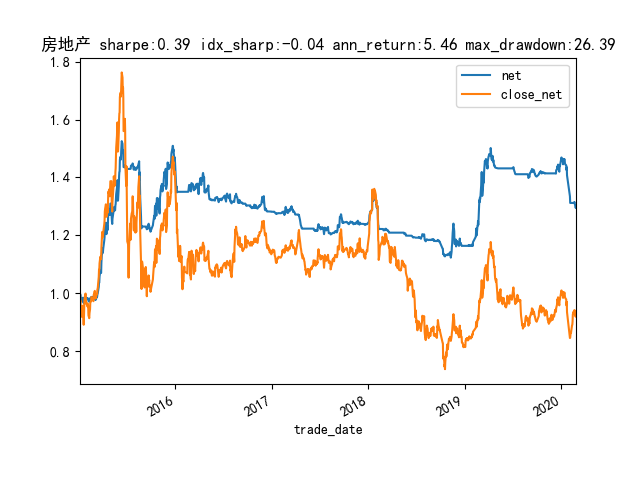 房地产 sharpe:0.39 idx_sharp:-0.04 ann_return:5.46 max_drawdown:26.39
1.8
1.6
1.4
1.2
1.0
0.8
net
close_net
2016
2017
2018
2019
2020
trade_date